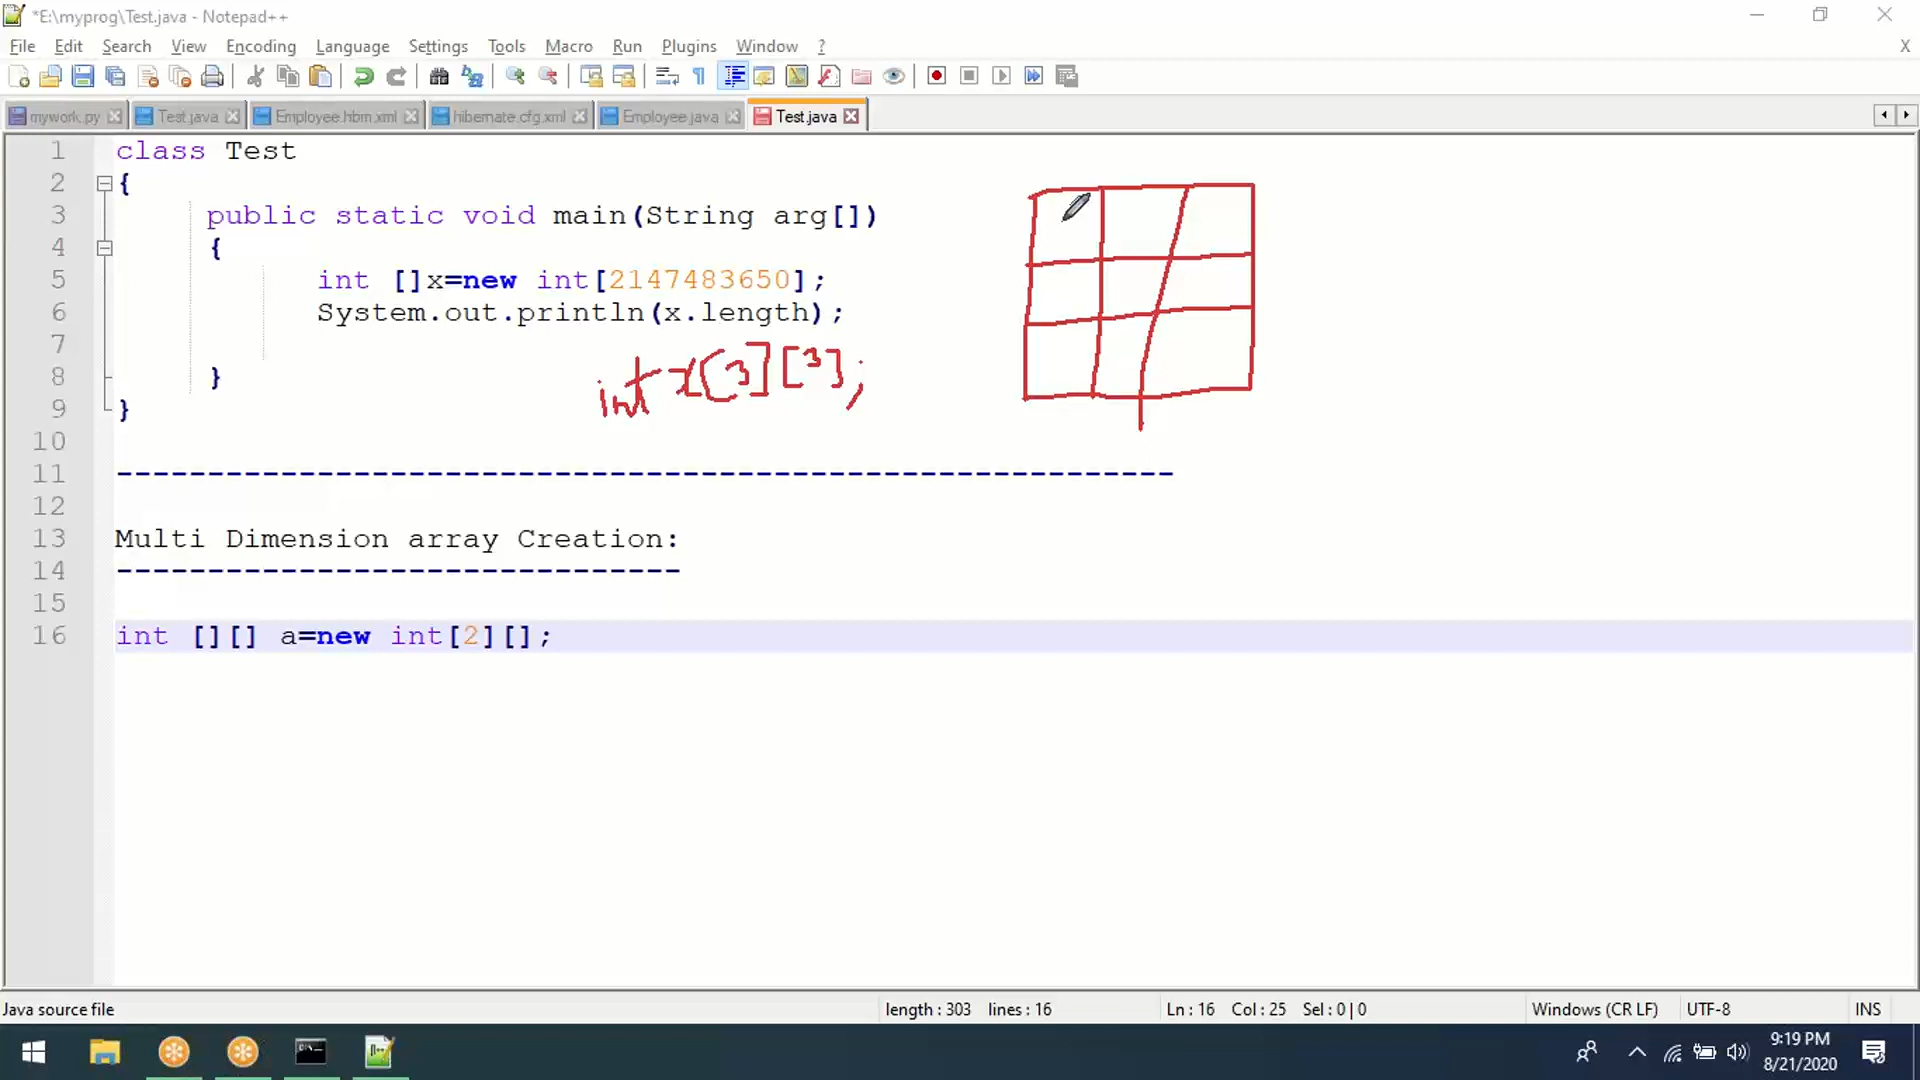 *E:\myprog\Test.java - Notepad++
File Edit Search View Encoding Language Settings Tools Macro Run Plugins Window ? X
mywork.py Test.java Employee.hbm.xml hibernate.cfg.xml Employee.java Test.java
1 class Test
2 {
3 public static void main(String arg[])
4 {
5 int []x=new int[2147483650];
6 System.out.println(x.length);
7
int x[3][3];
8 }
9 }
10
11 ----------------------------------------------------------
12
13 Multi Dimension array Creation:
14 -------------------------------
15
16 int [][] a=new int[2][];
Java source file length : 303 lines : 16 Ln : 16 Col : 25 Sel : 0 | 0 Windows (CR LF) UTF-8 INS
9:19 PM
8/21/2020